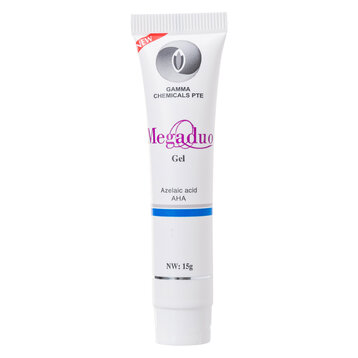 NEW
GAMMA
CHEMICALS PTE
Megaduo
Gel
Azelaic acid
AHA
NW: 15g